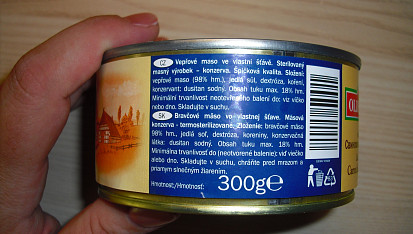 CZ Vepřové maso ve vlastní šťávě. Sterilovaný
masný výrobek - konzerva. Špičková kvalita. Složení:
vepřové maso (98% hm.), jedlá sůl, dextróza, koření,
konzervant: dusitan sodný. Obsah tuku max. 18% hm.
Minimální trvanlivost neotevřeného balení do: viz víčko
nebo dno. Skladujte v suchu.
SK Bravčové mäso vo vlastnej šťave. Mäsová konzerva
- termosterilizované. Zloženie: bravčové mäso
98% hm., jedlá soľ, dextróza, koreniny, konzervačná
látka: dusitan sodný. Obsah tuku max. 18% hm.
Minimálna trvanlivosť do (neotvorené balenie): viď viečko
alebo dno. Skladujte v suchu, chráňte pred mrazom a
priamym slnečným žiarením.
Hmotnost:/Hmotnosť: 300g℮